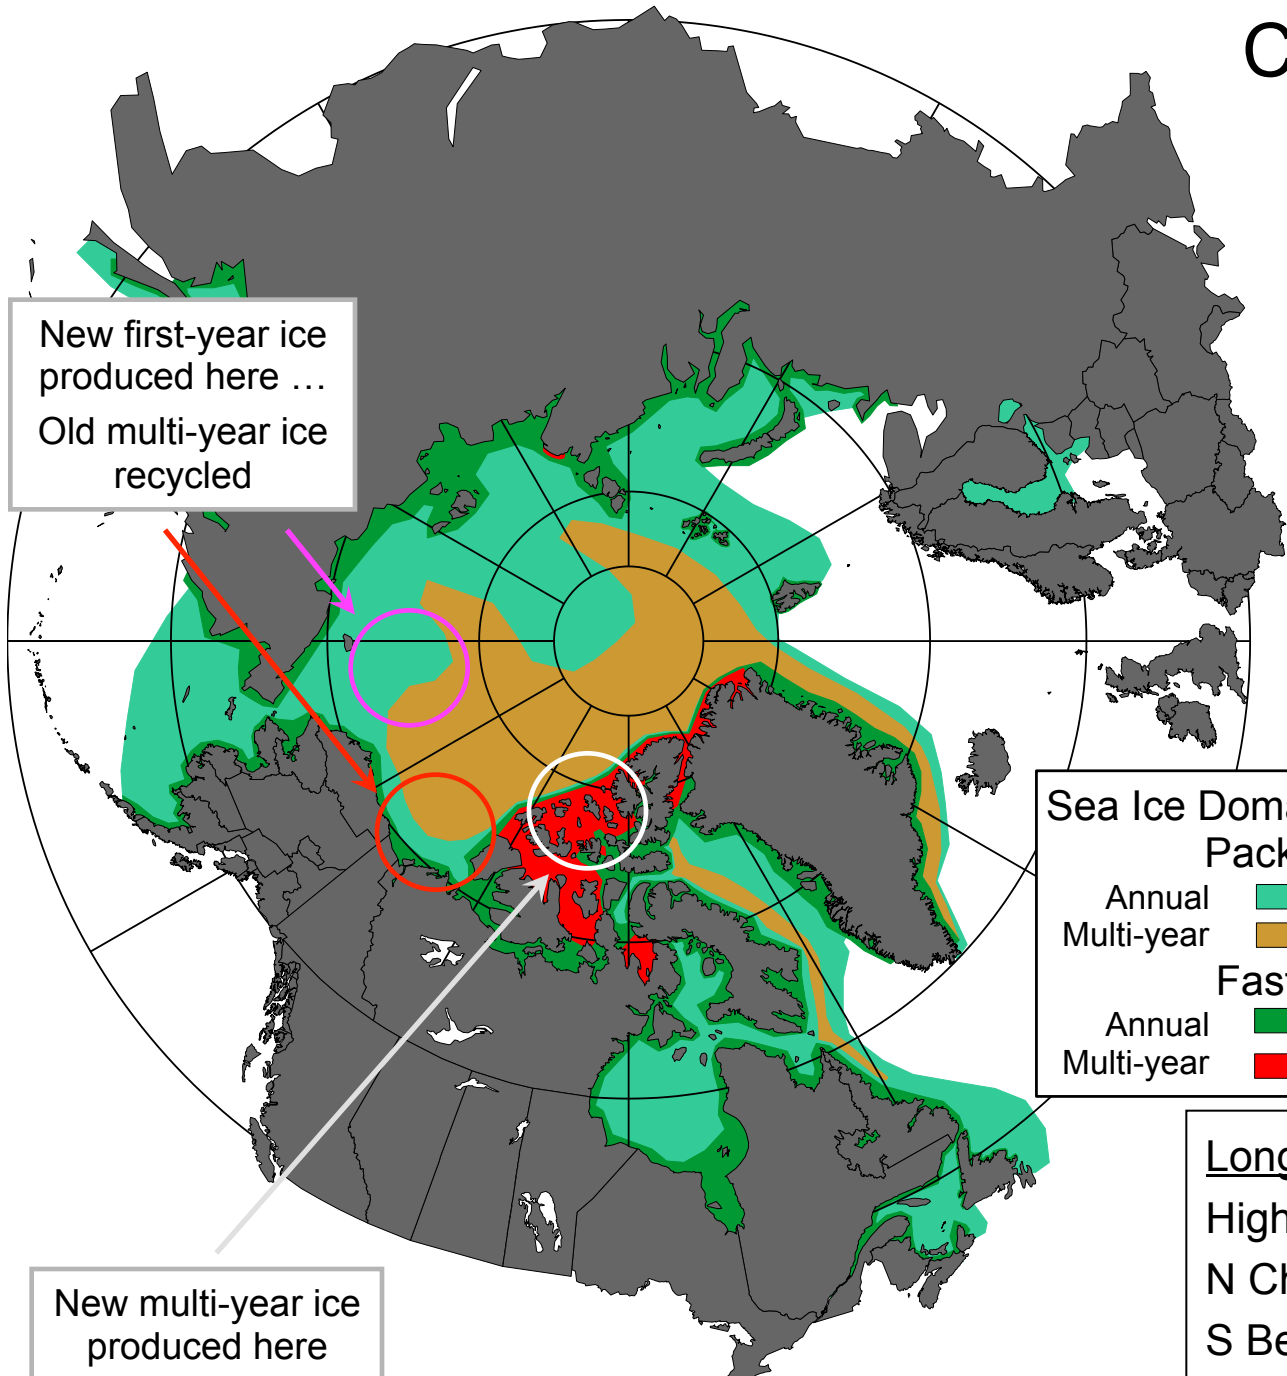 C
New first-year ice
produced here …
Old multi-year ice
recycled
Sea Ice Doma
Pack
Annual
Multi-year
Fast
Annual
Multi-year
Long
High
N Ch
S Be
New multi-year ice
produced here